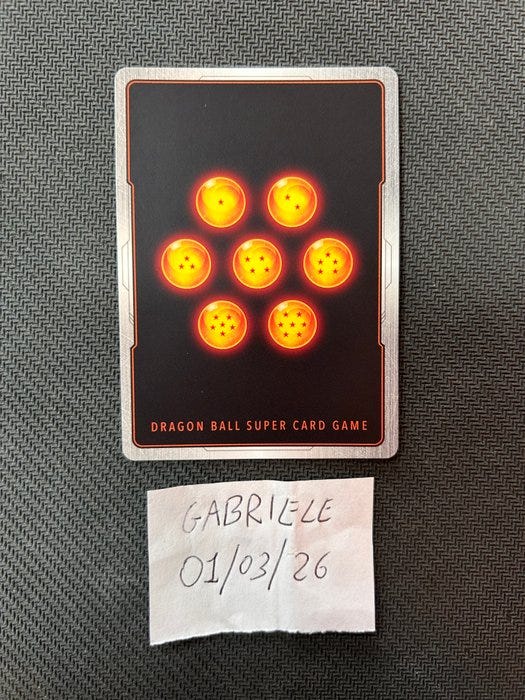 DRAGON BALL SUPER CARD GAME
GABRIELE
01/03/26